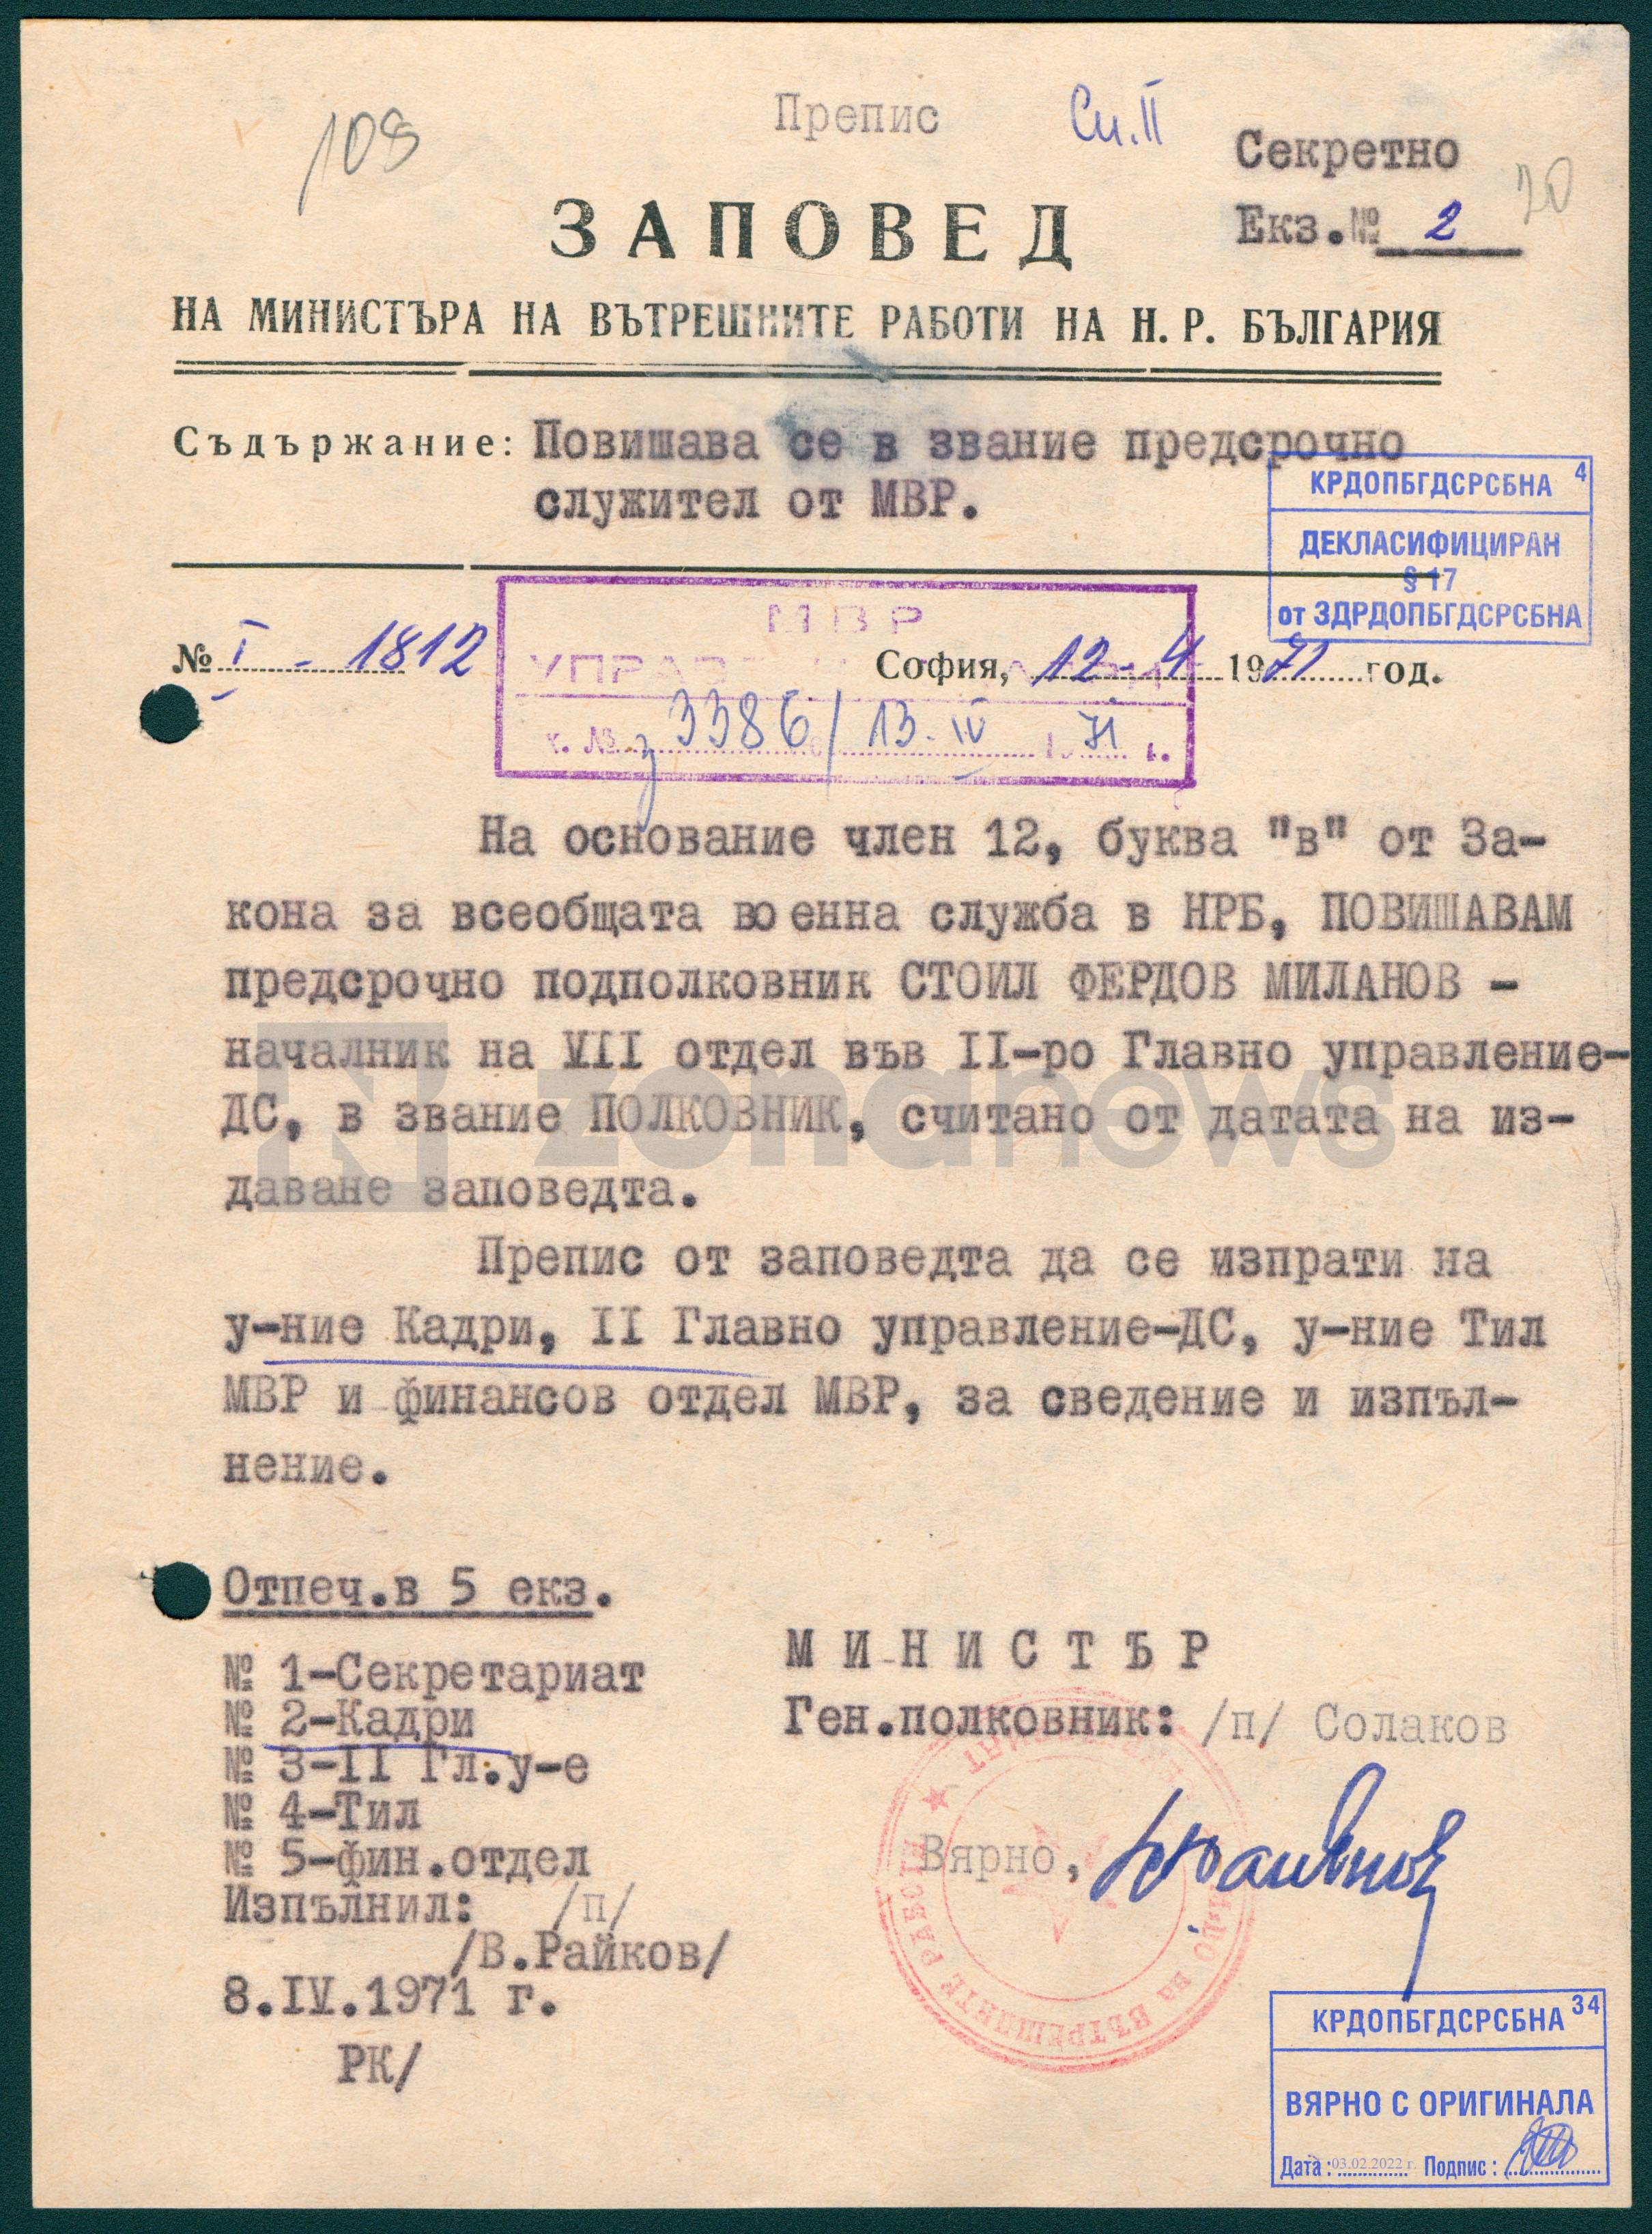 108
Препис
Сп. II
Секретно
20
Екз.№ 2
ЗАПОВЕД
НА МИНИСТЪРА НА ВЪТРЕШНИТЕ РАБОТИ НА Н. Р. БЪЛГАРИЯ
Съдържание: Повишава се в звание предсрочно
служител от МВР.
КРДОПБГДСРСБНА 4
ДЕКЛАСИФИЦИРАН
§ 17
от ЗДРДОПБГДСРСБНА
МВР
№ I - 1812 София, 12-4 1971 год.
3386 / 13. IV 1971 г.
На основание член 12, буква "в" от За-
кона за всеобщата военна служба в НРБ, ПОВИШАВАМ
предсрочно подполковник СТОИЛ ФЕРДОВ МИЛАНОВ -
началник на VII отдел във II-ро Главно управление-
ДС, в звание ПОЛКОВНИК, считано от датата на из-
даване заповедта.
zonanews
Препис от заповедта да се изпрати на
у-ние Кадри, II Главно управление-ДС, у-ние Тил
МВР и финансов отдел МВР, за сведение и изпъл-
нение.
Отпеч.в 5 екз.
№ 1-Секретариат
№ 2-Кадри
№ 3-II Гл.у-е
№ 4-Тил
№ 5-фин.отдел
Изпълнил: /п/
/В.Райков/
8.IV.1971 г.
РК/
МИНИСТЪР
Ген.полковник: /п/ Солаков
Вярно,
КРДОПБГДСРСБНА 34
ВЯРНО С ОРИГИНАЛА
Дата: 03.02.2022 г. Подпис: